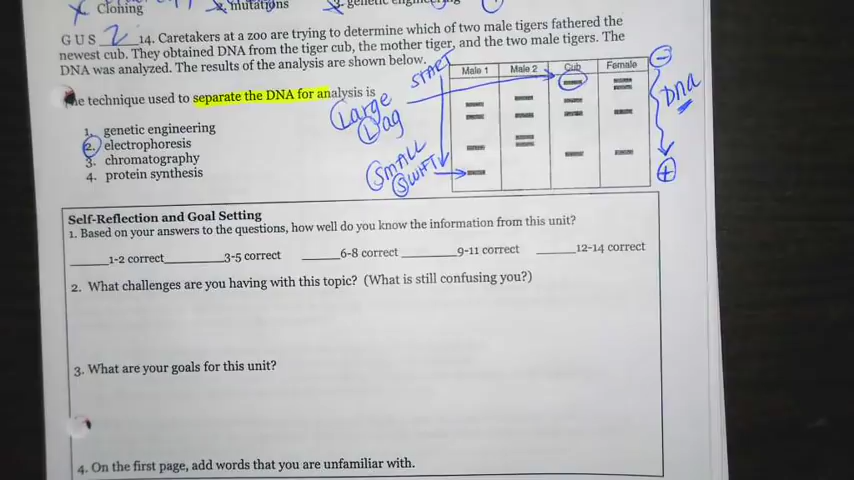 Cloning 2. mutations 3. genetic engineering
GUS 2 14. Caretakers at a zoo are trying to determine which of two male tigers fathered the
newest cub. They obtained DNA from the tiger cub, the mother tiger, and the two male tigers. The
DNA was analyzed. The results of the analysis are shown below.
The technique used to separate the DNA for analysis is
1. genetic engineering
2. electrophoresis
3. chromatography
4. protein synthesis
START
Large
Lag
SMALL
SWIFT
Male 1 Male 2 Cub Female
−
DNA
+
Self-Reflection and Goal Setting
1. Based on your answers to the questions, how well do you know the information from this unit?
_____1-2 correct________3-5 correct _____6-8 correct________9-11 correct _____12-14 correct
2. What challenges are you having with this topic? (What is still confusing you?)
3. What are your goals for this unit?
4. On the first page, add words that you are unfamiliar with.